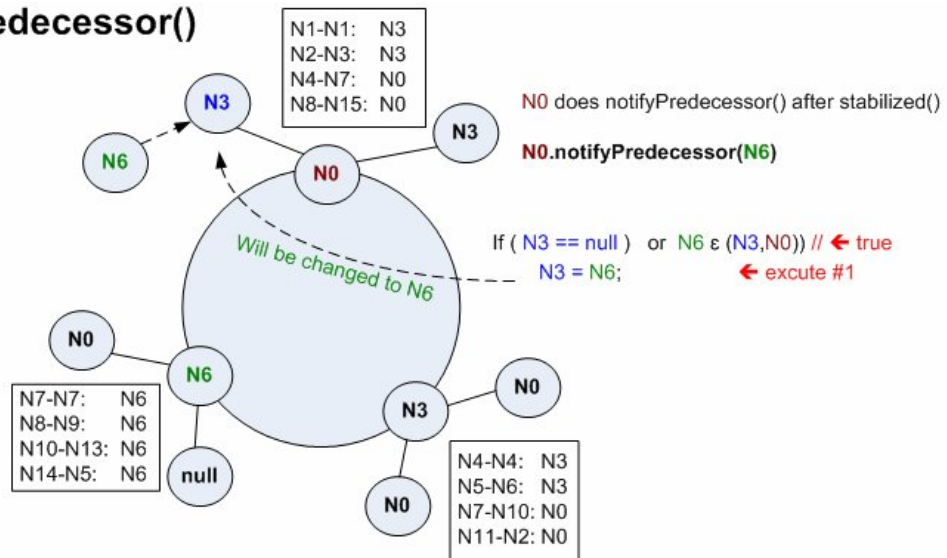 edecessor()
N1-N1: N3
N2-N3: N3
N4-N7: N0
N8-N15: N0
N3
N6
N0
N3
N0 does notifyPredecessor() after stabilized()
N0.notifyPredecessor(N6)
If ( N3 == null ) or N6 ε (N3,N0)) // ← true
N3 = N6; ← excute #1
Will be changed to N6
N0
N6
N7-N7: N6
N8-N9: N6
N10-N13: N6
N14-N5: N6
null
N3
N0
N0
N4-N4: N3
N5-N6: N3
N7-N10: N0
N11-N2: N0